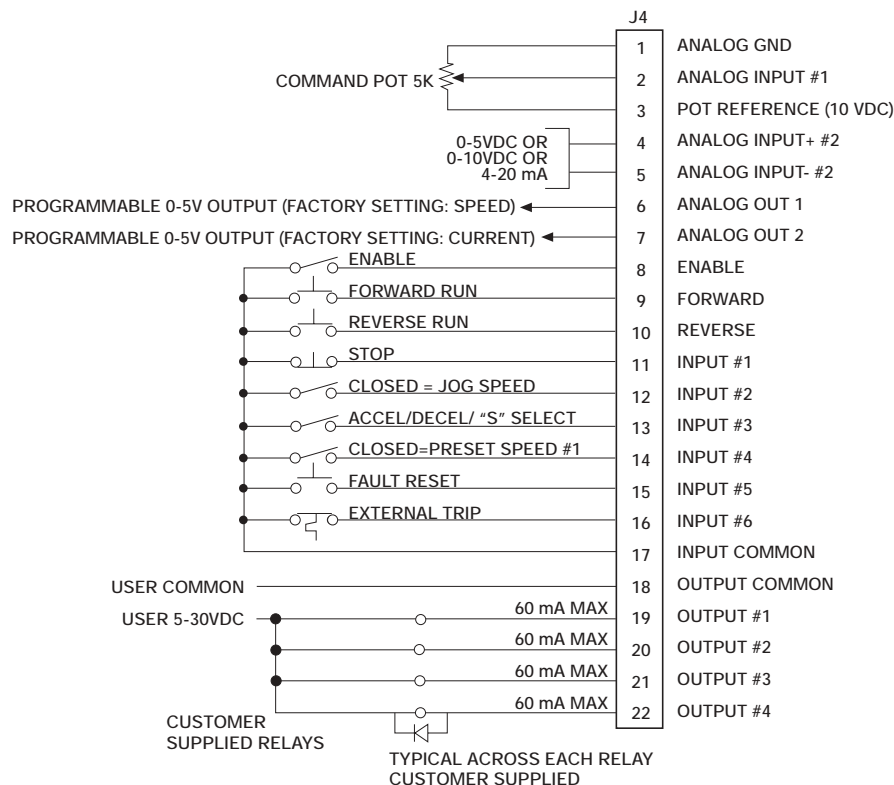 J4
1 ANALOG GND
COMMAND POT 5K
2 ANALOG INPUT #1
3 POT REFERENCE (10 VDC)
0-5VDC OR
0-10VDC OR
4-20 mA
4 ANALOG INPUT+ #2
5 ANALOG INPUT- #2
PROGRAMMABLE 0-5V OUTPUT (FACTORY SETTING: SPEED)
6 ANALOG OUT 1
PROGRAMMABLE 0-5V OUTPUT (FACTORY SETTING: CURRENT)
7 ANALOG OUT 2
ENABLE
8 ENABLE
FORWARD RUN
9 FORWARD
REVERSE RUN
10 REVERSE
STOP
11 INPUT #1
CLOSED = JOG SPEED
12 INPUT #2
ACCEL/DECEL/ “S” SELECT
13 INPUT #3
CLOSED=PRESET SPEED #1
14 INPUT #4
FAULT RESET
15 INPUT #5
EXTERNAL TRIP
16 INPUT #6
17 INPUT COMMON
USER COMMON
18 OUTPUT COMMON
USER 5-30VDC
60 mA MAX
19 OUTPUT #1
60 mA MAX
20 OUTPUT #2
60 mA MAX
21 OUTPUT #3
60 mA MAX
22 OUTPUT #4
CUSTOMER
SUPPLIED RELAYS
TYPICAL ACROSS EACH RELAY
CUSTOMER SUPPLIED